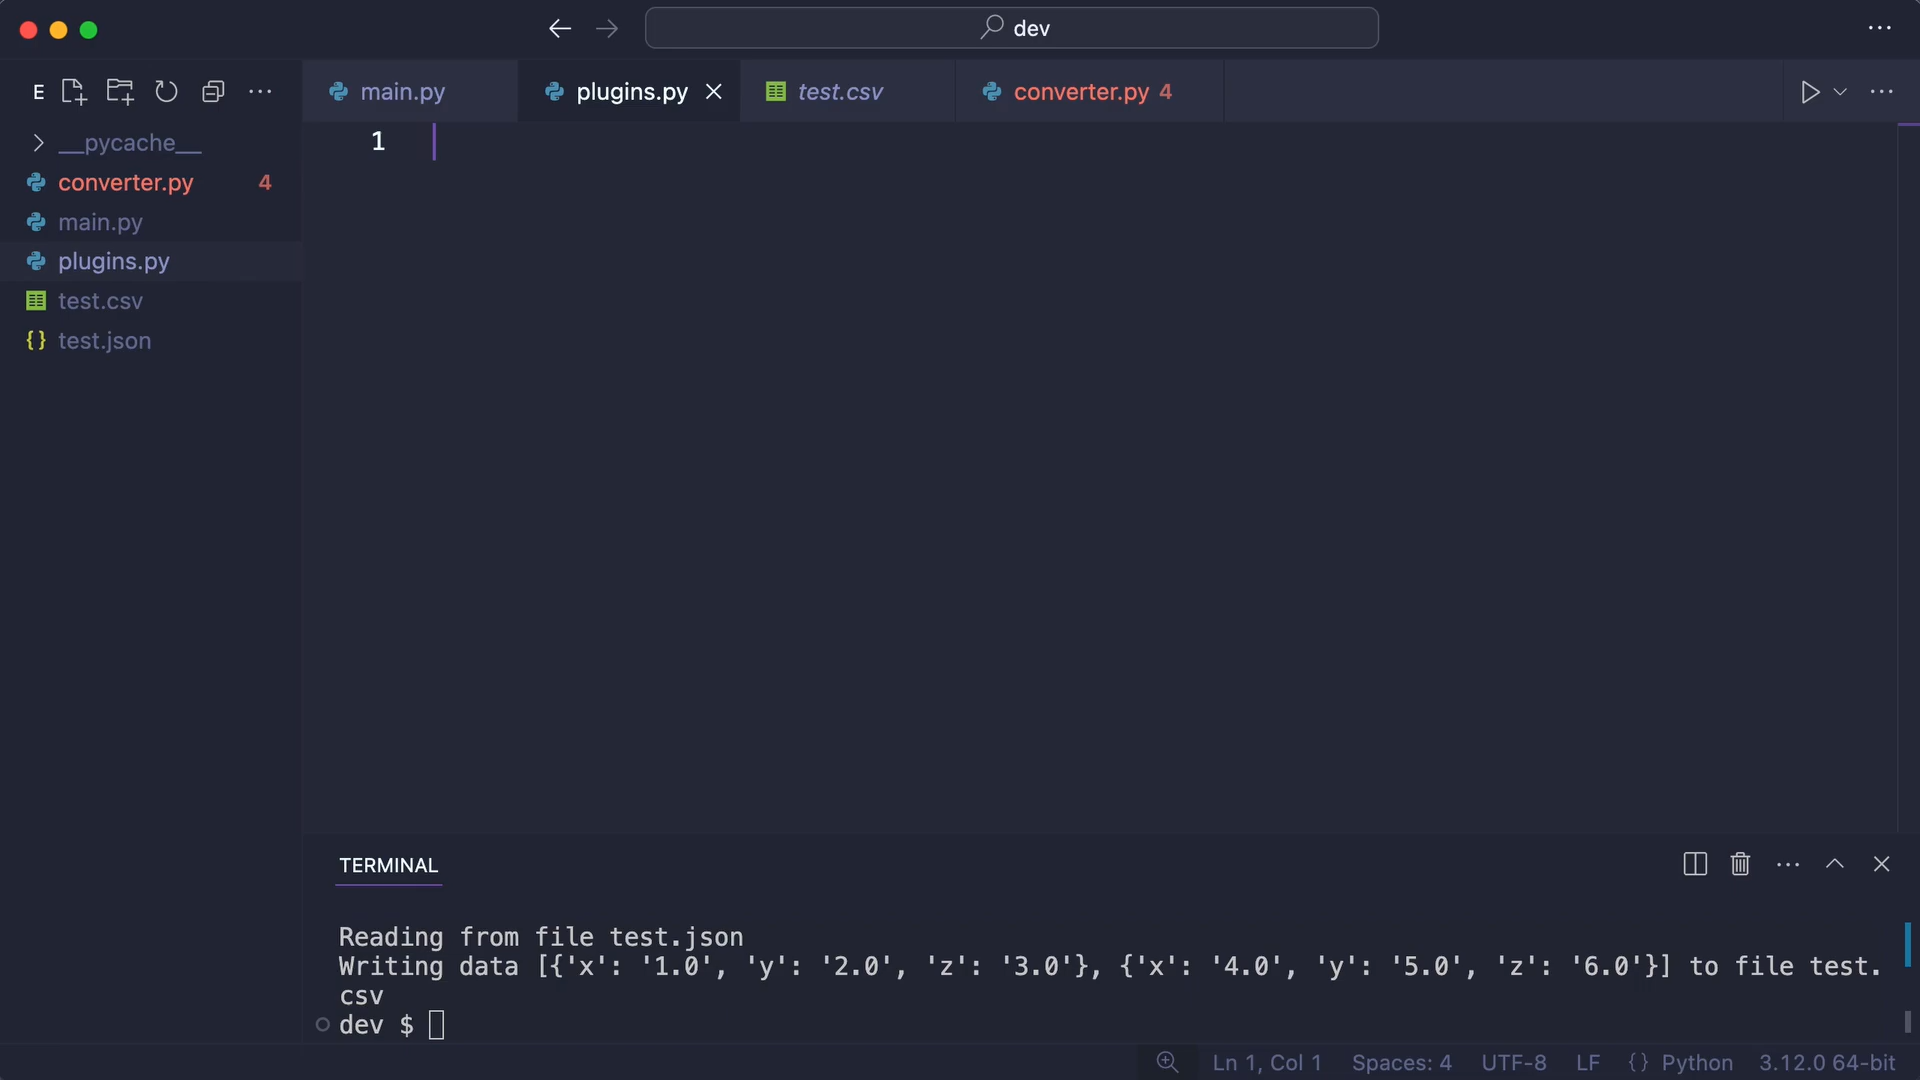 dev
E
main.py
plugins.py
test.csv
converter.py 4
__pycache__
converter.py 4
main.py
plugins.py
test.csv
test.json
1
TERMINAL
Reading from file test.json
Writing data [{'x': '1.0', 'y': '2.0', 'z': '3.0'}, {'x': '4.0', 'y': '5.0', 'z': '6.0'}] to file test.
csv
dev $
Ln 1, Col 1 Spaces: 4 UTF-8 LF {} Python 3.12.0 64-bit